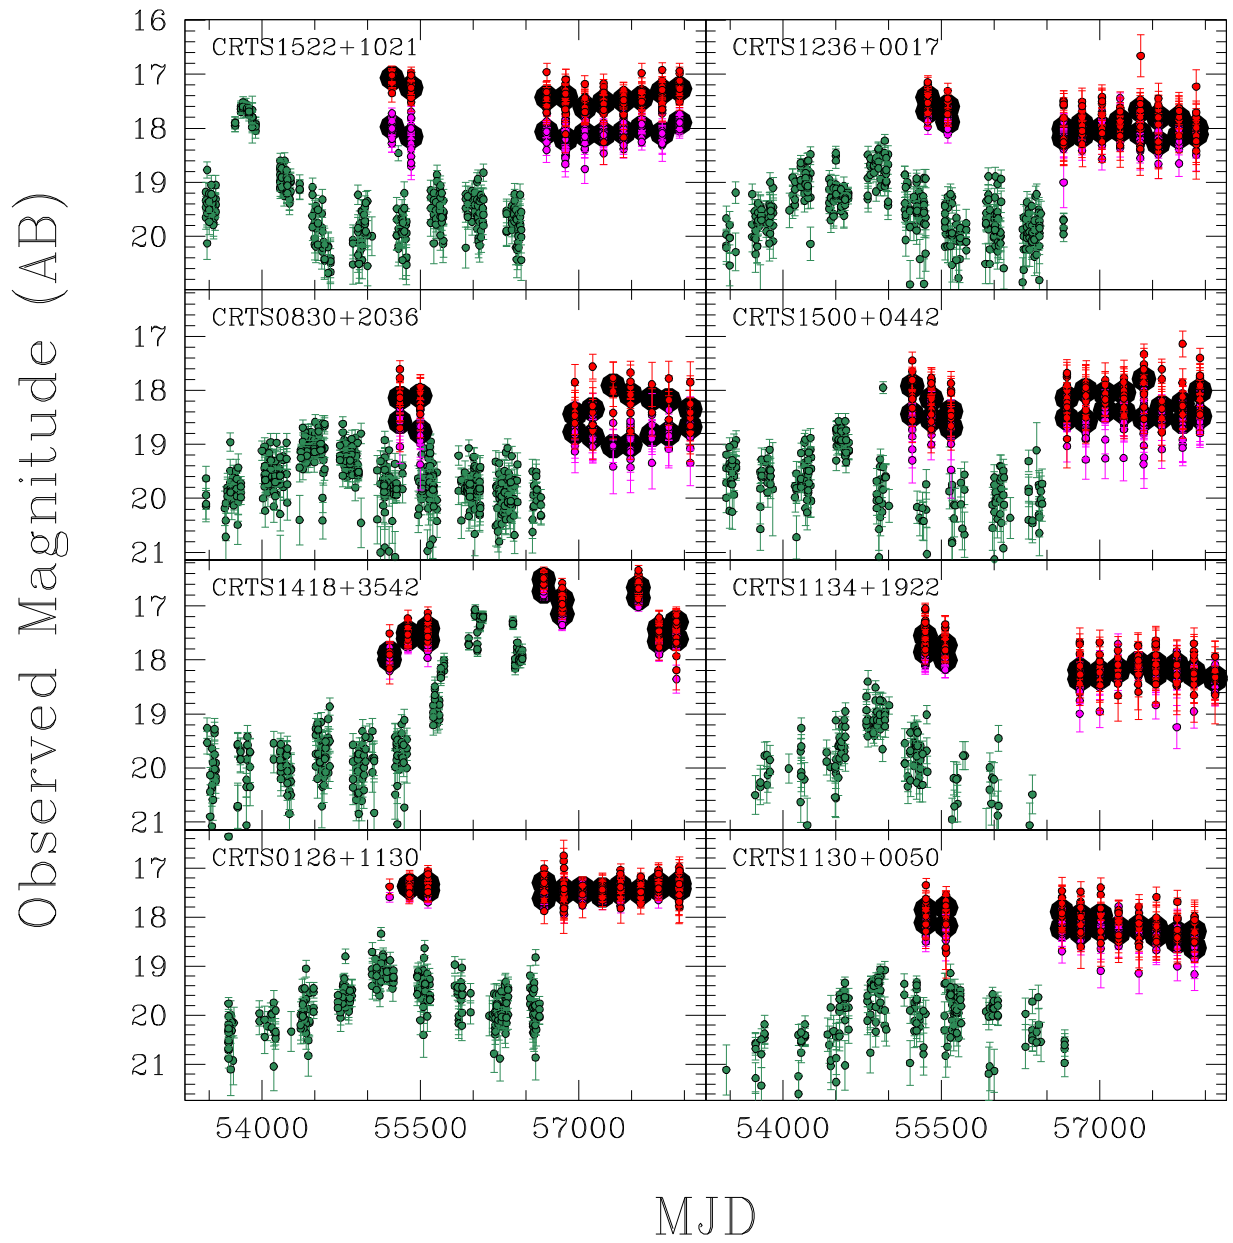 Observed Magnitude (AB)
16
17
18
19
20
CRTS1522+1021
CRTS1236+0017
17
18
19
20
21
CRTS0830+2036
CRTS1500+0442
17
18
19
20
21
CRTS1418+3542
CRTS1134+1922
17
18
19
20
21
CRTS0126+1130
CRTS1130+0050
54000 55500 57000 54000 55500 57000
MJD